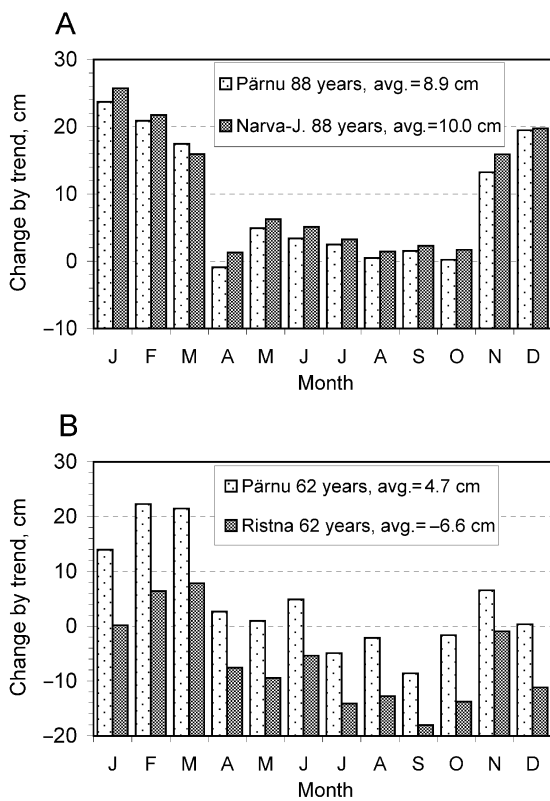 A
30
20
10
0
–10
Change by trend, cm
Pärnu 88 years, avg.= 8.9 cm
Narva-J. 88 years, avg.=10.0 cm
J F M A M J J A S O N D
Month
B
30
20
10
0
–10
–20
Change by trend, cm
Pärnu 62 years, avg.= 4.7 cm
Ristna 62 years, avg.= –6.6 cm
J F M A M J J A S O N D
Month